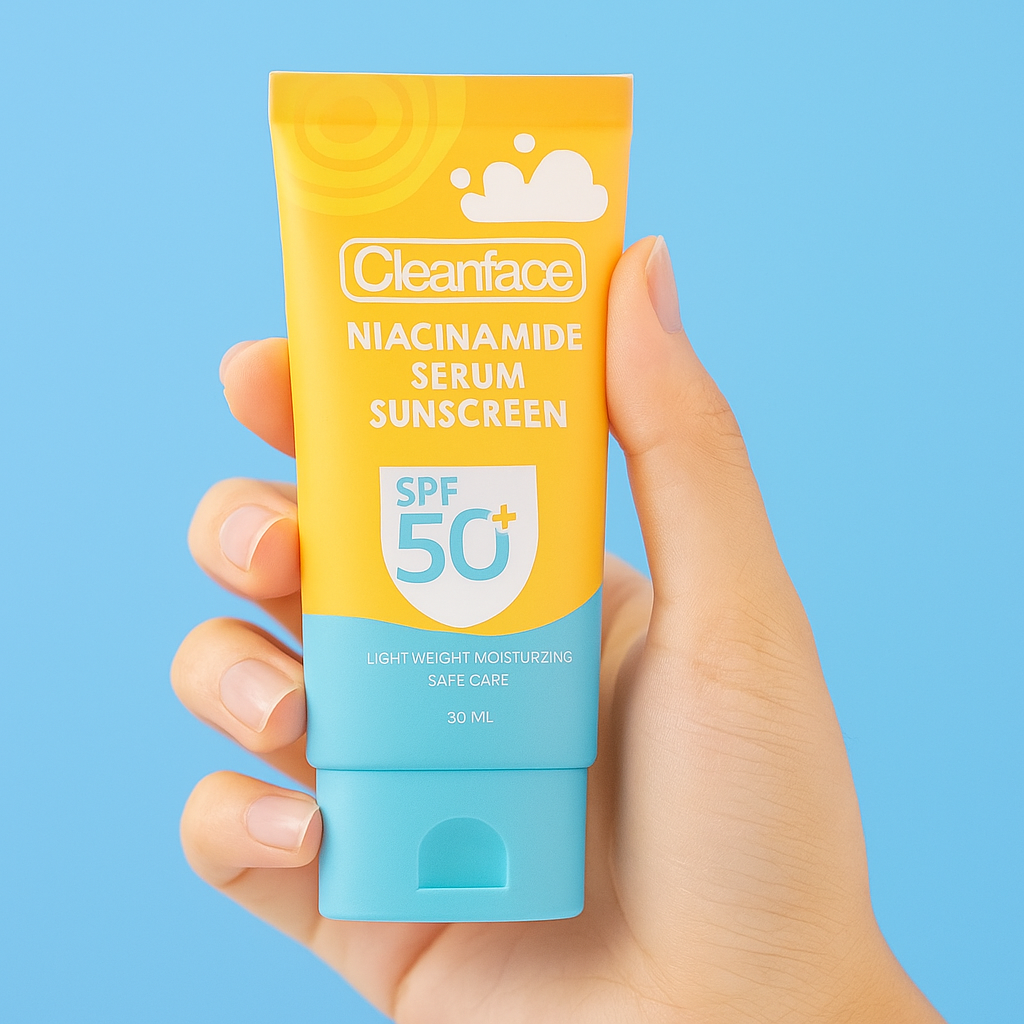 Cleanface
NIACINAMIDE
SERUM
SUNSCREEN
SPF
50+
LIGHT WEIGHT MOISTURZING
SAFE CARE
30 ML